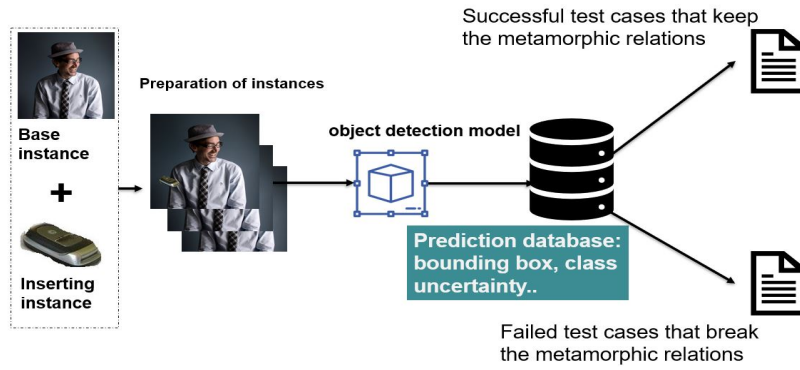 Successful test cases that keep
the metamorphic relations
Preparation of instances
Base
instance
+
Inserting
instance
object detection model
Prediction database:
bounding box, class
uncertainty..
Failed test cases that break
the metamorphic relations